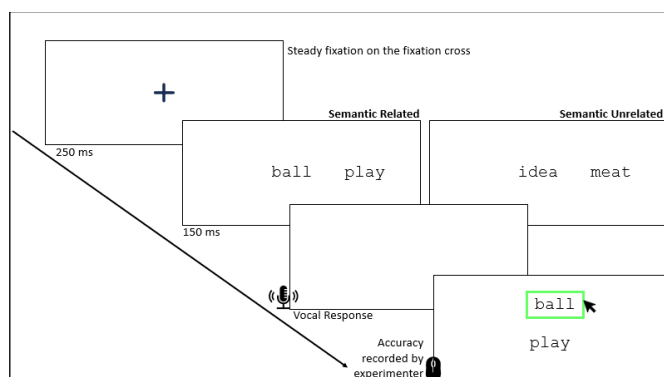 Steady fixation on the fixation cross
250 ms
Semantic Related
Semantic Unrelated
ball play
idea meat
150 ms
Vocal Response
ball
play
Accuracy
recorded by
experimenter